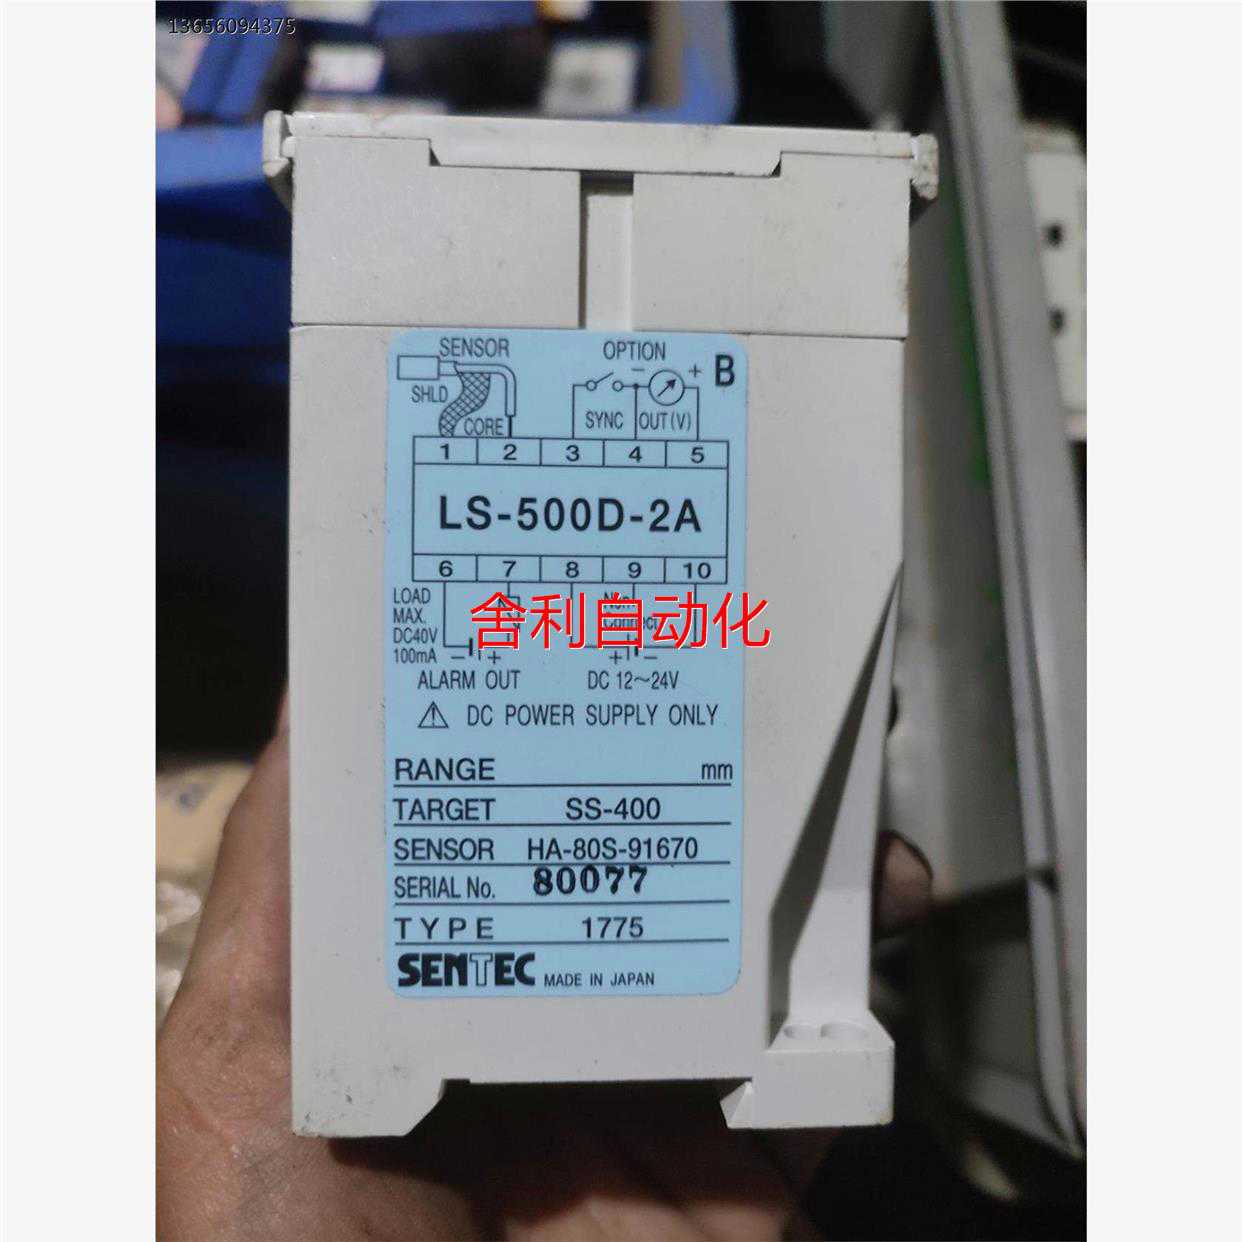 13656094375
SENSOR
OPTION
B
− +
SHLD
CORE
SYNC
OUT (V)
1 2 3 4 5
LS-500D-2A
6 7 8 9 10
LOAD
MAX.
DC40V
100mA
Non
Connect
舍利自动化
− +
+ −
ALARM OUT
DC 12～24V
DC POWER SUPPLY ONLY
RANGE mm
TARGET SS-400
SENSOR HA-80S-91670
SERIAL No. 80077
TYPE 1775
SENTEC MADE IN JAPAN